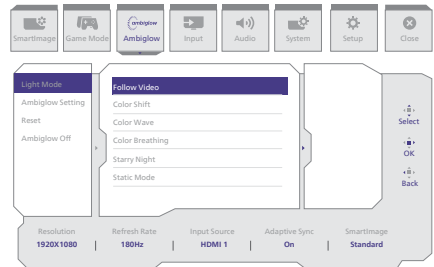 ambiglow
SmartImage Game Mode Ambiglow Input Audio System Setup Close
Light Mode
Ambiglow Setting
Reset
Ambiglow Off
Follow Video
Color Shift
Color Wave
Color Breathing
Starry Night
Static Mode
Select
OK
Back
Resolution Refresh Rate Input Source Adaptive Sync SmartImage
1920X1080 | 180Hz | HDMI 1 | On | Standard